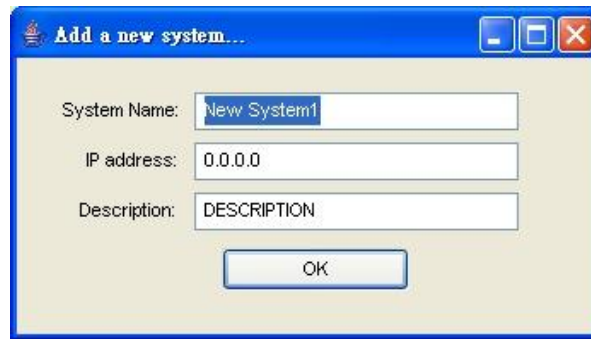 Add a new system...
System Name: New System1
IP address: 0.0.0.0
Description: DESCRIPTION
OK